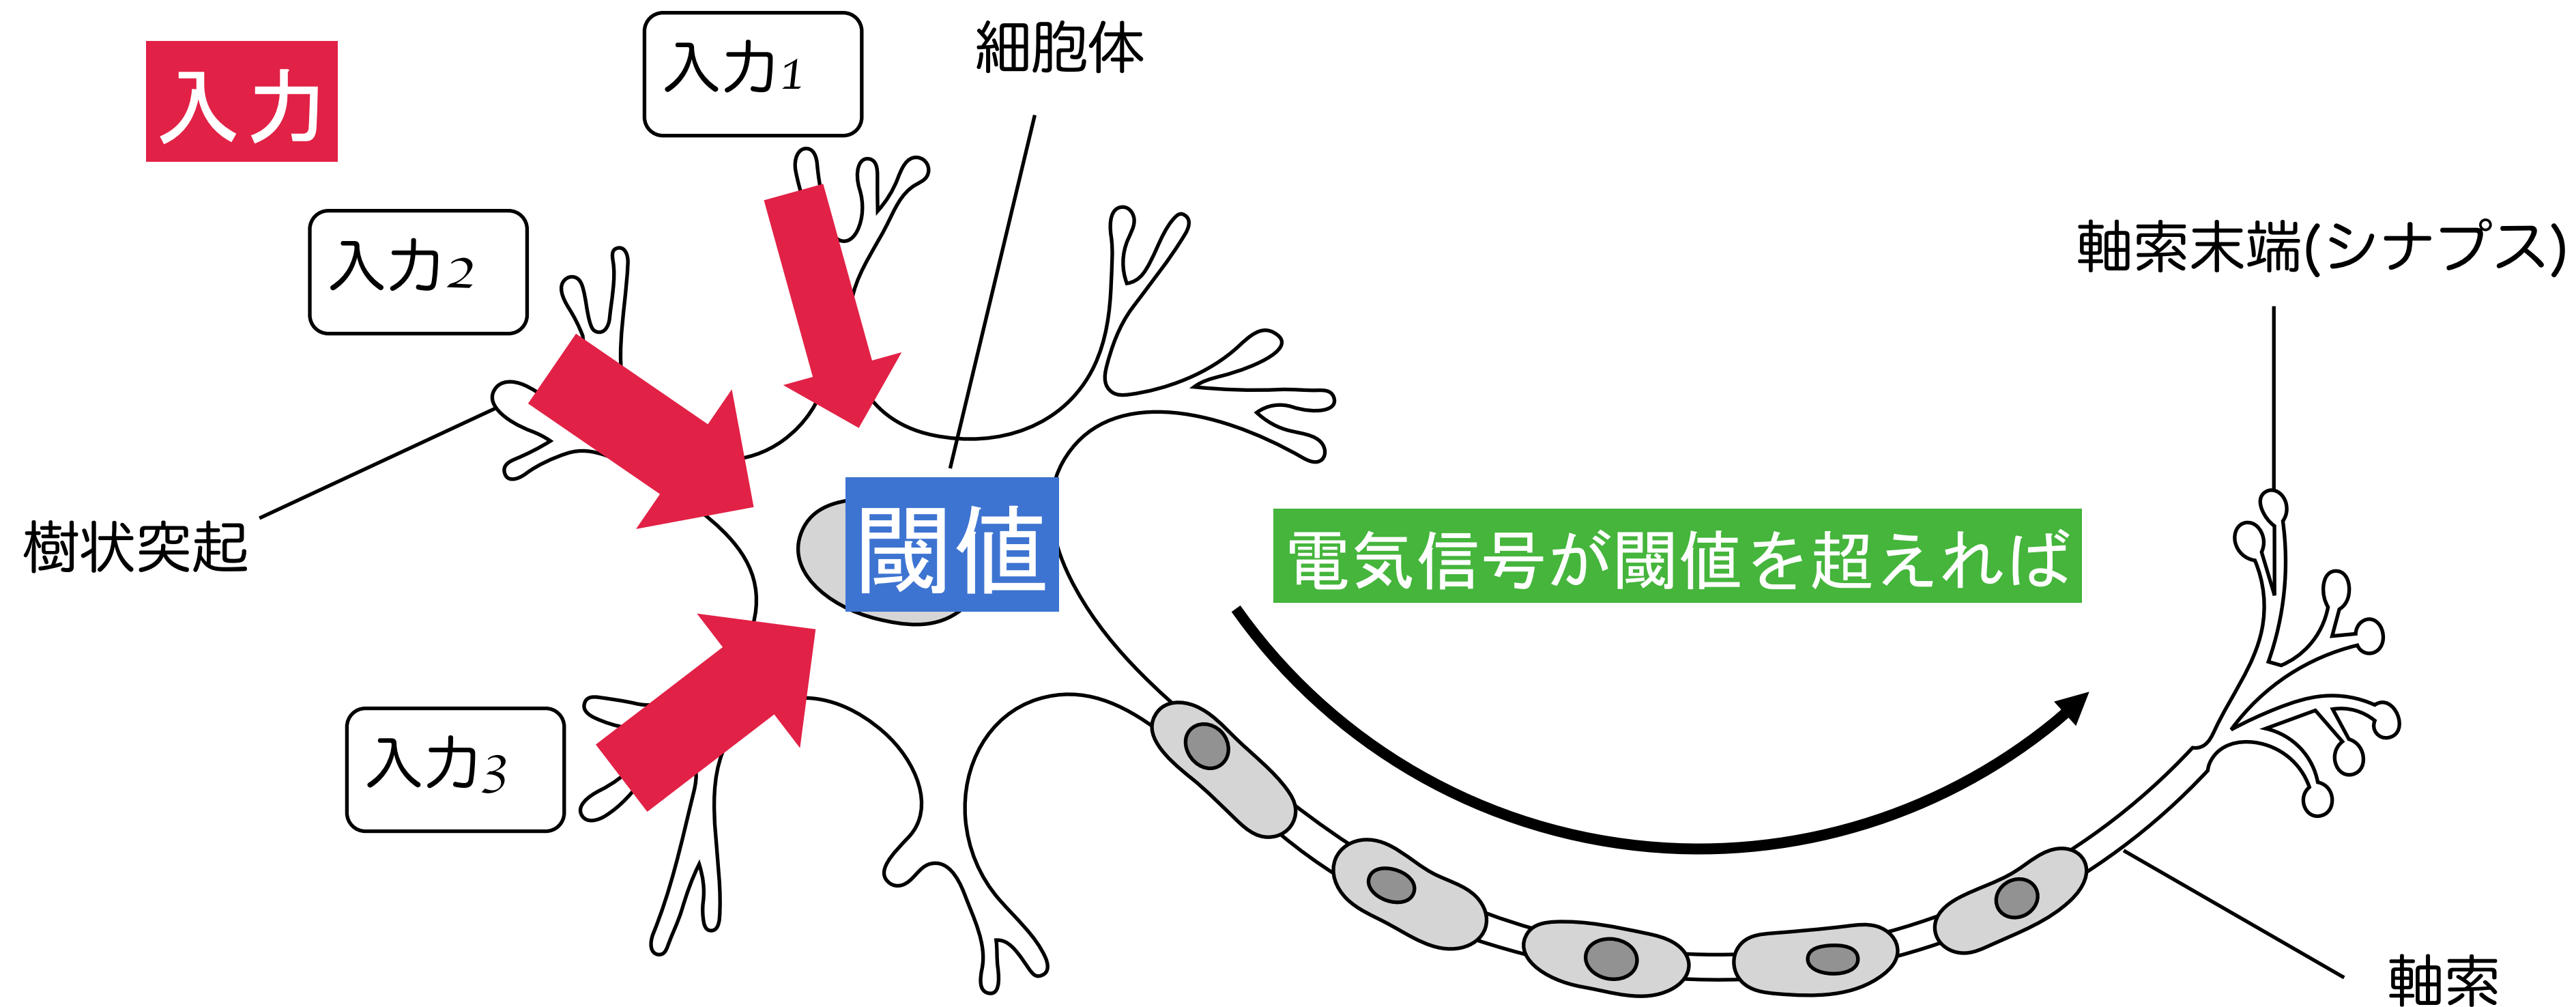 入力
入力1
細胞体
入力2
軸索末端(シナプス)
樹状突起
閾値
電気信号が閾値を超えれば
入力3
軸索